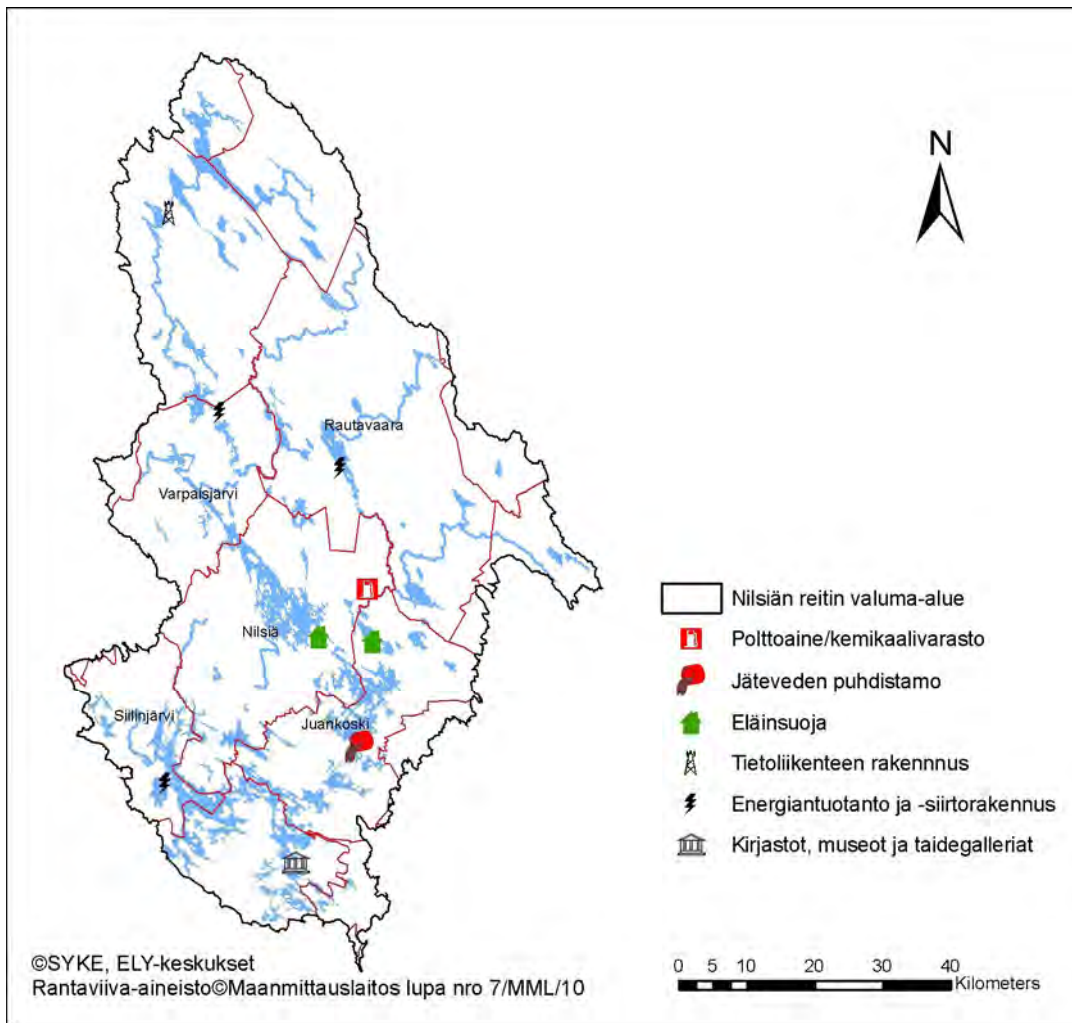 N
Rautavaara
Varpaisjärvi
Nilsiä
Siilinjärvi
Juankoski
Nilsiän reitin valuma-alue
Polttoaine/kemikaalivarasto
Jäteveden puhdistamo
Eläinsuoja
Tietoliikenteen rakennnus
Energiantuotanto ja -siirtorakennus
Kirjastot, museot ja taidegalleriat
©SYKE, ELY-keskukset
Rantaviiva-aineisto©Maanmittauslaitos lupa nro 7/MML/10
0 5 10 20 30 40
Kilometers